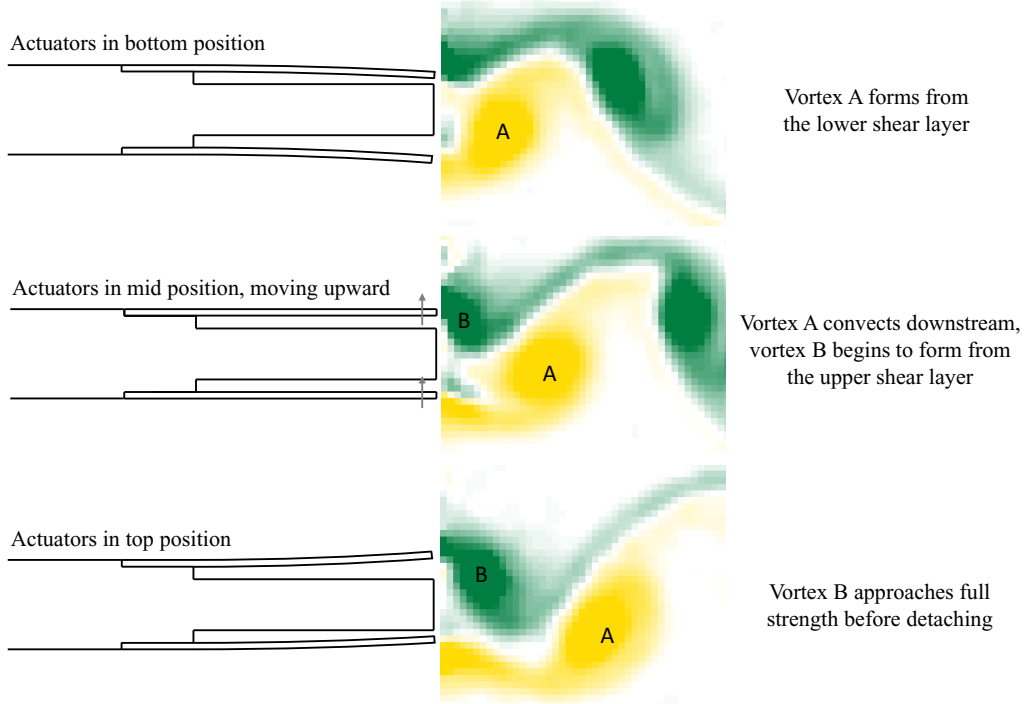 Actuators in bottom position
A
Vortex A forms from
the lower shear layer
Actuators in mid position, moving upward
B
A
Vortex A convects downstream,
vortex B begins to form from
the upper shear layer
Actuators in top position
B
A
Vortex B approaches full
strength before detaching